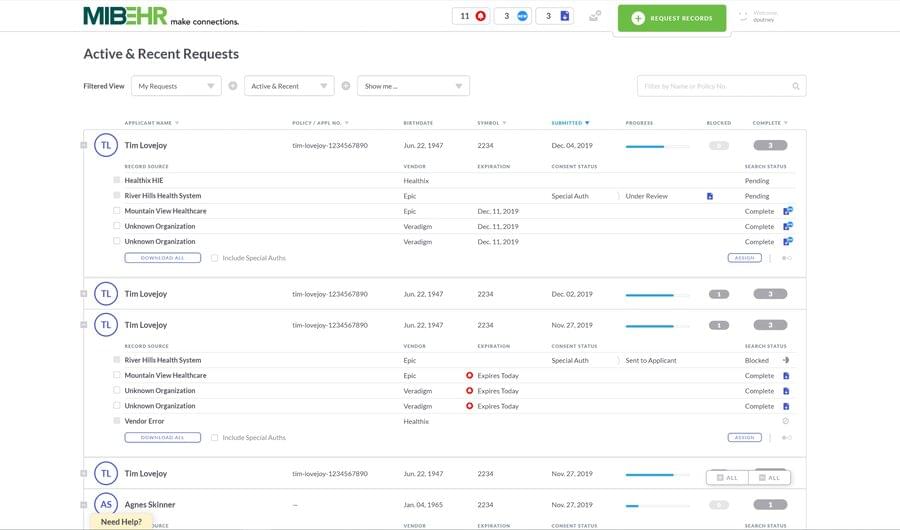 MIBEHR make connections.
11 3 NEW 3 REQUEST RECORDS Welcome, dputney
Active & Recent Requests
Filtered View My Requests Active & Recent Show me ... Filter by Name or Policy No.
APPLICANT NAME POLICY / APPL NO. BIRTHDATE SYMBOL SUBMITTED PROGRESS BLOCKED COMPLETE
TL Tim Lovejoy tim-lovejoy-1234567890 Jun. 22, 1947 2234 Dec. 04, 2019 0 3
RECORD SOURCE VENDOR EXPIRATION CONSENT STATUS SEARCH STATUS
Healthix HIE Healthix Pending
River Hills Health System Epic Special Auth Under Review Pending
Mountain View Healthcare Epic Dec. 11, 2019 Complete
Unknown Organization Veradigm Dec. 11, 2019 Complete
Unknown Organization Veradigm Dec. 11, 2019 Complete
DOWNLOAD ALL Include Special Auths ASSIGN
TL Tim Lovejoy tim-lovejoy-1234567890 Jun. 22, 1947 2234 Dec. 02, 2019 1 3
TL Tim Lovejoy tim-lovejoy-1234567890 Jun. 22, 1947 2234 Nov. 27, 2019 1 3
RECORD SOURCE VENDOR EXPIRATION CONSENT STATUS SEARCH STATUS
River Hills Health System Epic Special Auth Sent to Applicant Blocked
Mountain View Healthcare Epic Expires Today Complete
Unknown Organization Veradigm Expires Today Complete
Unknown Organization Veradigm Expires Today Complete
Vendor Error Healthix
DOWNLOAD ALL Include Special Auths ASSIGN
TL Tim Lovejoy tim-lovejoy-1234567890 Jun. 22, 1947 2234 Nov. 27, 2019 ALL ALL
AS Agnes Skinner — Jan. 04, 1965 2234 Nov. 27, 2019 0 1
Need Help? OURCE VENDOR EXPIRATION CONSENT STATUS SEARCH STATUS